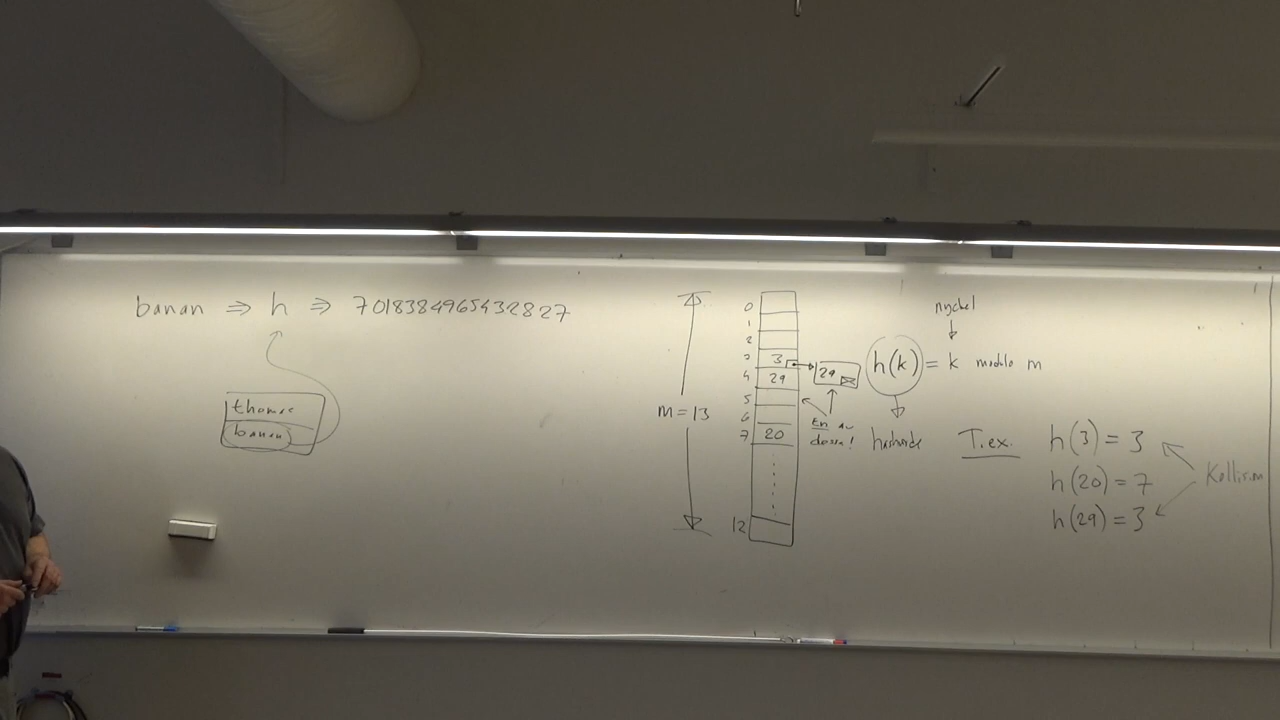 banan ⇒ h ⇒ 7018384965432827
thomas
banan
m = 13
0
1
2
3 3 29
4 29
5
6
7 20
12
En av
dessa!
nyckel
h(k) = k modulo m
hashkod
T.ex. h(3) = 3
h(20) = 7
h(29) = 3
Kollision